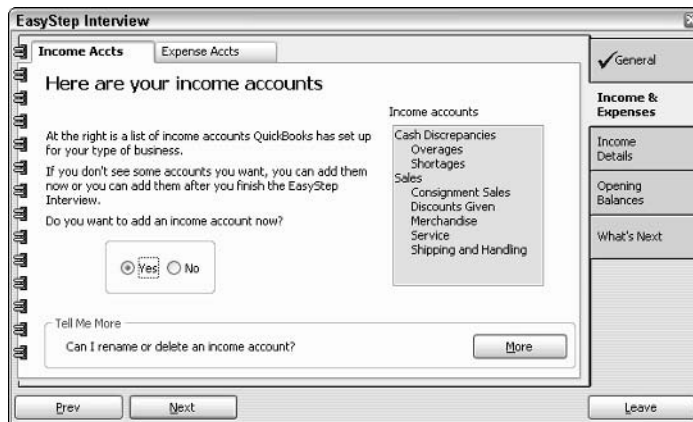 EasyStep Interview
Income Accts
Expense Accts
Here are your income accounts
At the right is a list of income accounts QuickBooks has set up
for your type of business.
If you don't see some accounts you want, you can add them
now or you can add them after you finish the EasyStep
Interview.
Do you want to add an income account now?
Yes No
Income accounts
Cash Discrepancies
Overages
Shortages
Sales
Consignment Sales
Discounts Given
Merchandise
Service
Shipping and Handling
Tell Me More
Can I rename or delete an income account?
More
General
Income &
Expenses
Income
Details
Opening
Balances
What's Next
Prev
Next
Leave